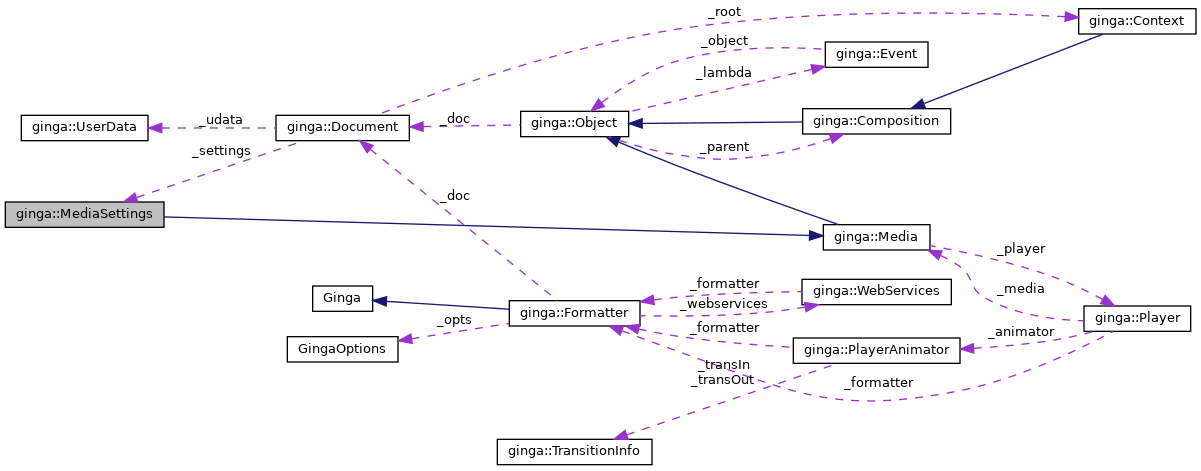 _root
ginga::Context
_object
ginga::Event
_lambda
ginga::UserData
_udata
ginga::Document
_doc
ginga::Object
ginga::Composition
_settings
_parent
_doc
ginga::MediaSettings
ginga::Media
_player
_formatter
ginga::WebServices
_media
Ginga
_webservices
ginga::Formatter
ginga::Player
_opts
_formatter
_animator
GingaOptions
ginga::PlayerAnimator
_transIn
_transOut
_formatter
ginga::TransitionInfo